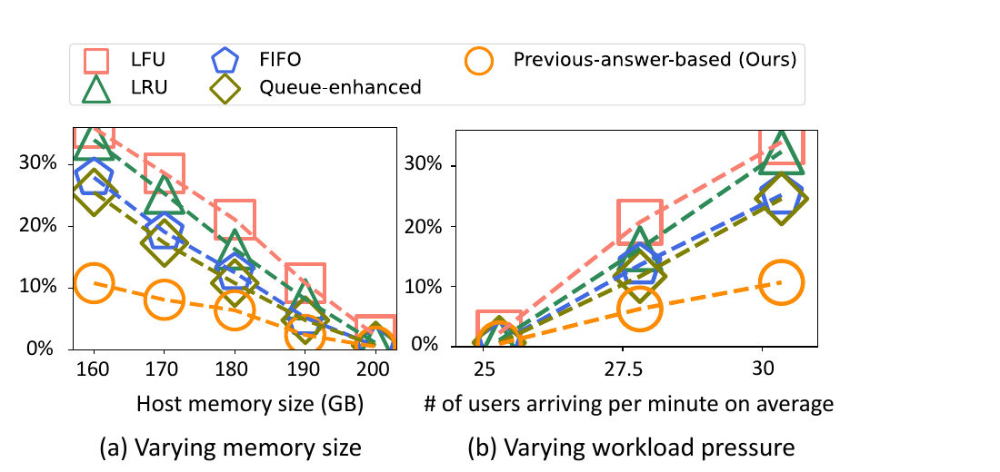 LFU
FIFO
Previous-answer-based (Ours)
LRU
Queue-enhanced
30%
20%
10%
0%
160
170
180
190
200
Host memory size (GB)
(a) Varying memory size
30%
20%
10%
0%
25
27.5
30
# of users arriving per minute on average
(b) Varying workload pressure